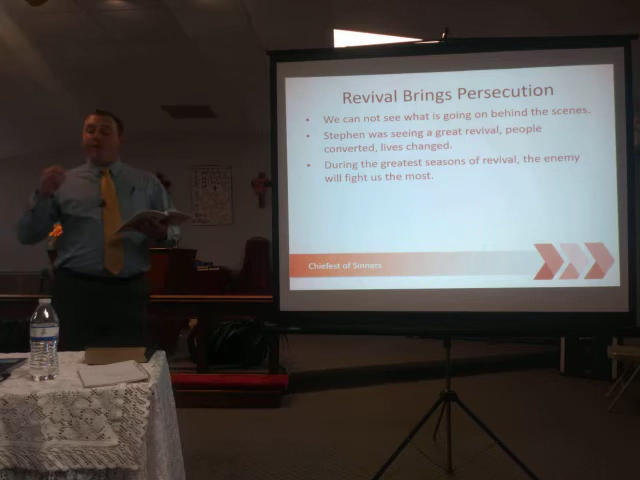 Revival Brings Persecution
• We can not see what is going on behind the scenes.
• Stephen was seeing a great revival, people
converted, lives changed.
• During the greatest seasons of revival, the enemy
will fight us the most.
Chiefest of Sinners